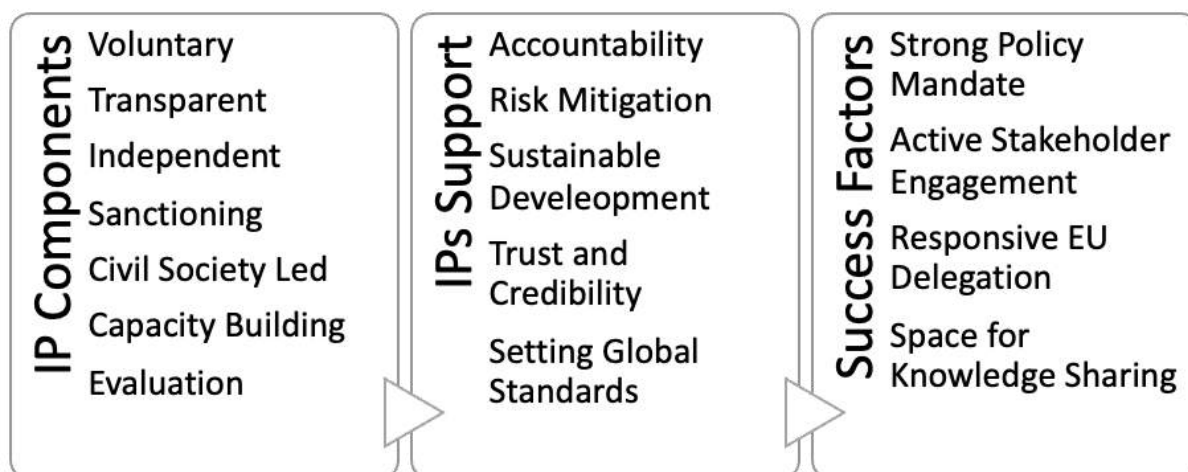 IP Components
Voluntary
Transparent
Independent
Sanctioning
Civil Society Led
Capacity Building
Evaluation
IPs Support
Accountability
Risk Mitigation
Sustainable
Develeopment
Trust and
Credibility
Setting Global
Standards
Success Factors
Strong Policy
Mandate
Active Stakeholder
Engagement
Responsive EU
Delegation
Space for
Knowledge Sharing